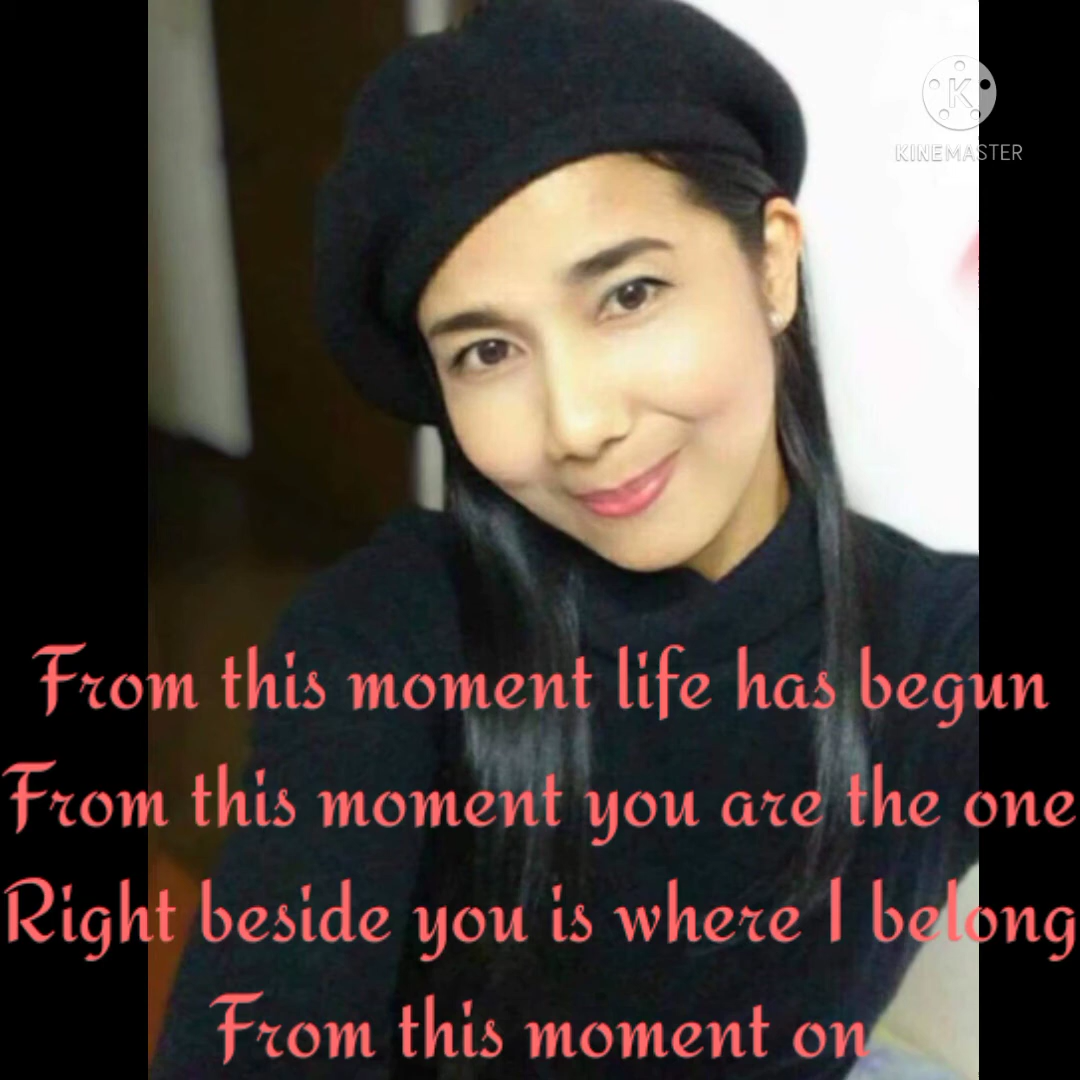 KINEMASTER
From this moment life has begun
From this moment you are the one
Right beside you is where I belong
From this moment on